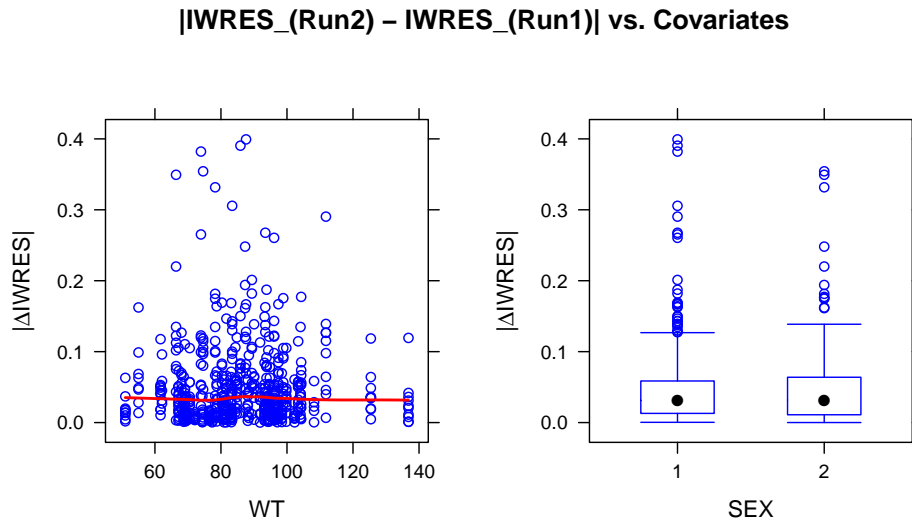 |IWRES_(Run2) – IWRES_(Run1)| vs. Covariates
|ΔIWRES|
0.4
0.3
0.2
0.1
0.0
60 80 100 120 140
WT
|ΔIWRES|
0.4
0.3
0.2
0.1
0.0
1 2
SEX